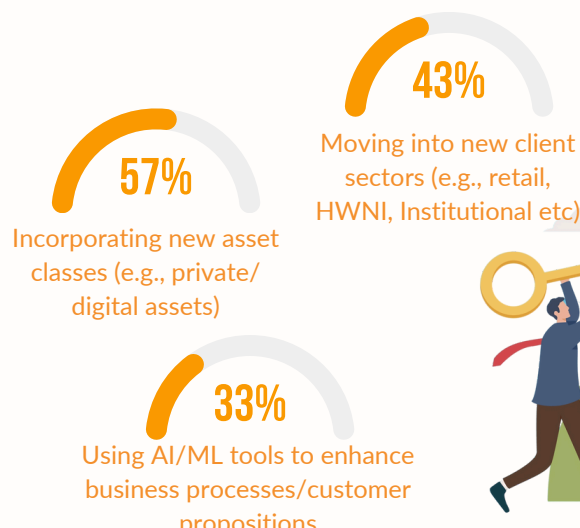 43%
Moving into new client
sectors (e.g., retail,
HWNI, Institutional etc)
57%
Incorporating new asset
classes (e.g., private/
digital assets)
33%
Using AI/ML tools to enhance
business processes/customer
propositions